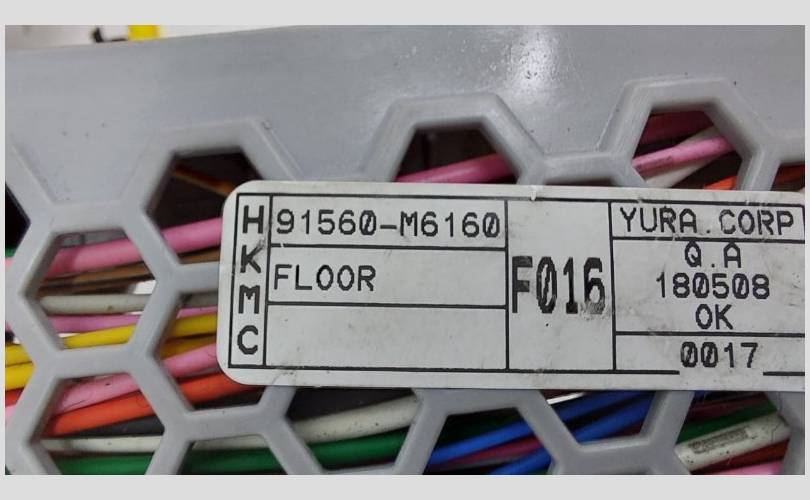 HKMC
91560-M6160
FLOOR
F016
YURA.CORP
Q.A
180508
OK
0017